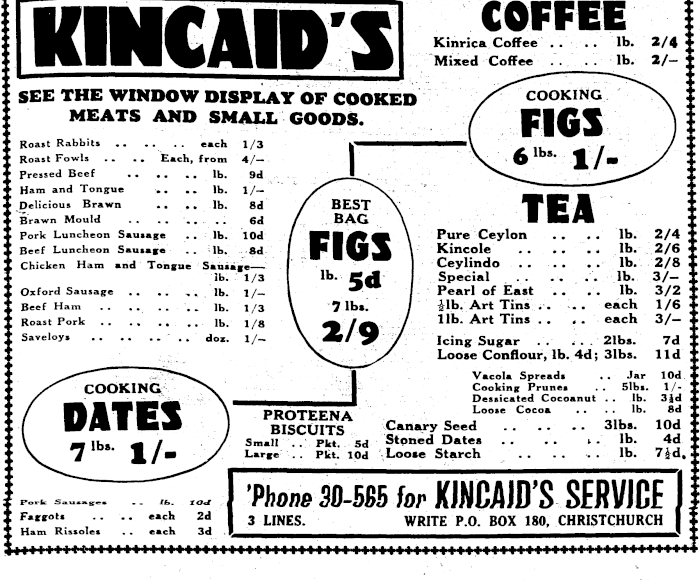 KINCAID'S
SEE THE WINDOW DISPLAY OF COOKED
MEATS AND SMALL GOODS.
Roast Rabbits .. .. .. each 1/3
Roast Fowls .. .. Each, from 4/–
Pressed Beef .. .. .. lb. 9d
Ham and Tongue .. .. lb. 1/–
Delicious Brawn .. .. lb. 8d
Brawn Mould .. .. .. .. 6d
Pork Luncheon Sausage .. lb. 10d
Beef Luncheon Sausage .. lb. 8d
Chicken Ham and Tongue Sausage—
lb. 1/3
Oxford Sausage .. .. lb. 1/–
Beef Ham .. .. .. lb. 1/3
Roast Pork .. .. .. lb. 1/8
Saveloys .. .. .. doz. 1/–
COOKING
DATES
7 lbs. 1/-
Pork Sausages .. lb. 10d
Faggots .. .. each 2d
Ham Rissoles .. each 3d
BEST
BAG
FIGS
lb. 5d
7 lbs.
2/9
PROTEENA
BISCUITS
Small .. Pkt. 5d
Large .. Pkt. 10d
COFFEE
Kinrica Coffee .. .. lb. 2/4
Mixed Coffee .. .. lb. 2/–
COOKING
FIGS
6 lbs. 1/-
TEA
Pure Ceylon .. .. lb. 2/4
Kincole .. .. .. lb. 2/6
Ceylindo .. .. .. lb. 2/8
Special .. .. .. lb. 3/–
Pearl of East .. .. lb. 3/2
½lb. Art Tins .. .. each 1/6
1lb. Art Tins .. .. each 3/–
Icing Sugar .. .. 2lbs. 7d
Loose Conflour, lb. 4d; 3lbs. 11d
Vacola Spreads .. Jar 10d
Cooking Prunes .. 5lbs. 1/-
Dessicated Cocoanut .. lb. 3½d
Loose Cocoa .. .. lb. 8d
Canary Seed .. .. .. 3lbs. 10d
Stoned Dates .. .. .. lb. 4d
Loose Starch .. .. .. lb. 7½d.
'Phone 30-565 for KINCAID'S SERVICE
3 LINES. WRITE P.O. BOX 180, CHRISTCHURCH